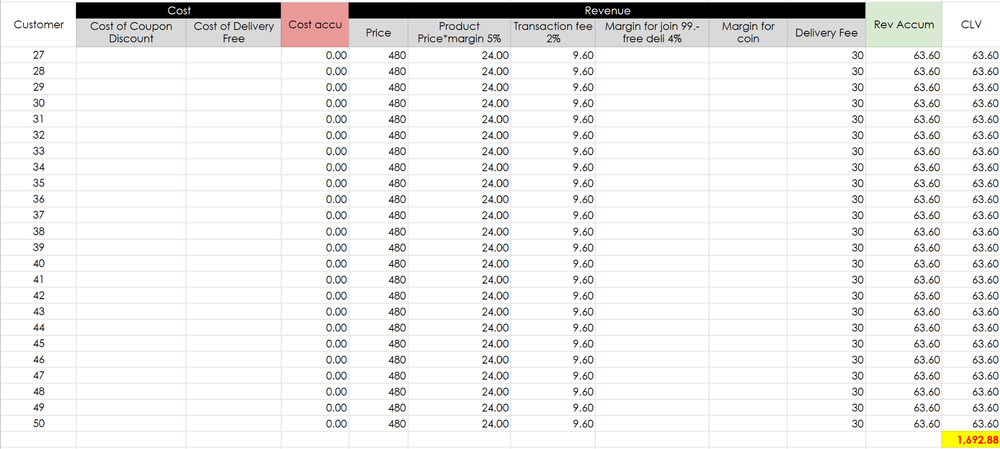 Customer Cost Cost accu Revenue Rev Accum CLV
Cost of Coupon Discount Cost of Delivery Free Price Product Price*margin 5% Transaction fee 2% Margin for join 99.- free deli 4% Margin for coin Delivery Fee
27 0.00 480 24.00 9.60 30 63.60 63.60
28 0.00 480 24.00 9.60 30 63.60 63.60
29 0.00 480 24.00 9.60 30 63.60 63.60
30 0.00 480 24.00 9.60 30 63.60 63.60
31 0.00 480 24.00 9.60 30 63.60 63.60
32 0.00 480 24.00 9.60 30 63.60 63.60
33 0.00 480 24.00 9.60 30 63.60 63.60
34 0.00 480 24.00 9.60 30 63.60 63.60
35 0.00 480 24.00 9.60 30 63.60 63.60
36 0.00 480 24.00 9.60 30 63.60 63.60
37 0.00 480 24.00 9.60 30 63.60 63.60
38 0.00 480 24.00 9.60 30 63.60 63.60
39 0.00 480 24.00 9.60 30 63.60 63.60
40 0.00 480 24.00 9.60 30 63.60 63.60
41 0.00 480 24.00 9.60 30 63.60 63.60
42 0.00 480 24.00 9.60 30 63.60 63.60
43 0.00 480 24.00 9.60 30 63.60 63.60
44 0.00 480 24.00 9.60 30 63.60 63.60
45 0.00 480 24.00 9.60 30 63.60 63.60
46 0.00 480 24.00 9.60 30 63.60 63.60
47 0.00 480 24.00 9.60 30 63.60 63.60
48 0.00 480 24.00 9.60 30 63.60 63.60
49 0.00 480 24.00 9.60 30 63.60 63.60
50 0.00 480 24.00 9.60 30 63.60 63.60
1,692.88